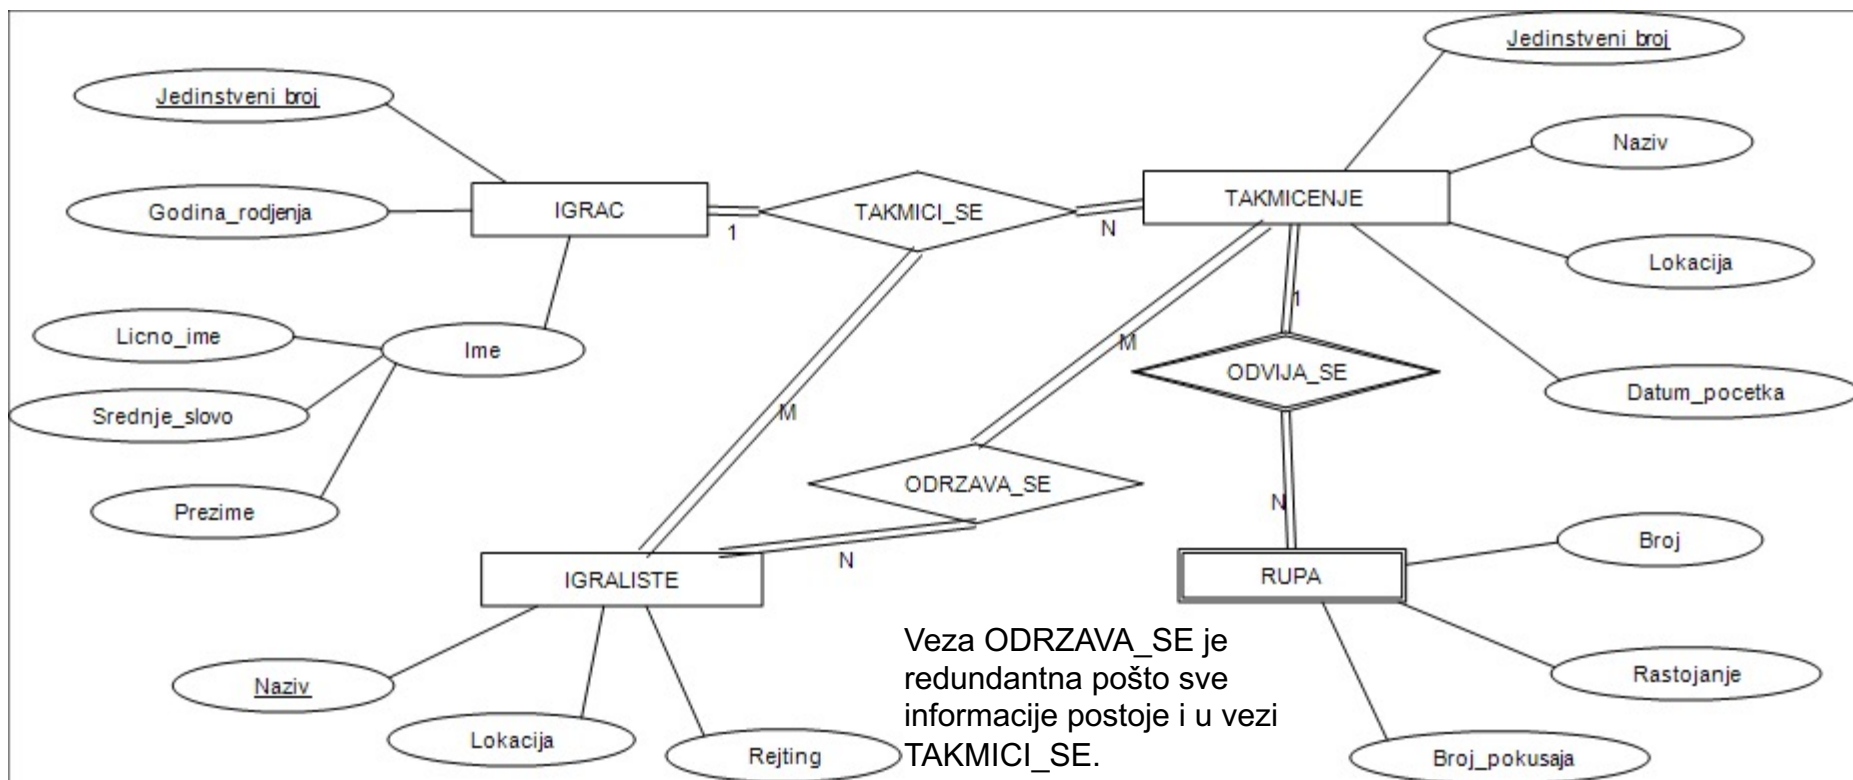 Jedinstveni broj
Jedinstveni broj
Naziv
Godina_rodjenja
IGRAC
1
TAKMICI_SE
N
TAKMICENJE
Lokacija
1
Licno_ime
Ime
M
ODVIJA_SE
Datum_pocetka
Srednje_slovo
M
Prezime
ODRZAVA_SE
N
N
Broj
IGRALISTE
RUPA
Veza ODRZAVA_SE je
redundantna pošto sve
informacije postoje i u vezi
TAKMICI_SE.
Naziv
Lokacija
Rejting
Rastojanje
Broj_pokusaja